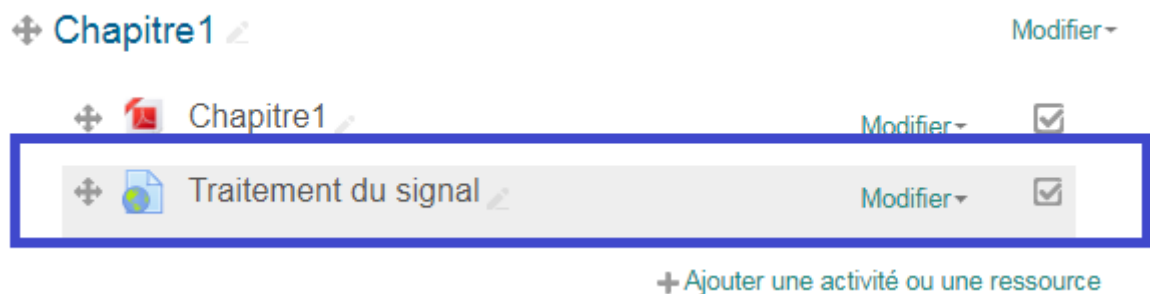 Chapitre1 Modifier
Chapitre1 Modifier
Traitement du signal Modifier
Ajouter une activité ou une ressource